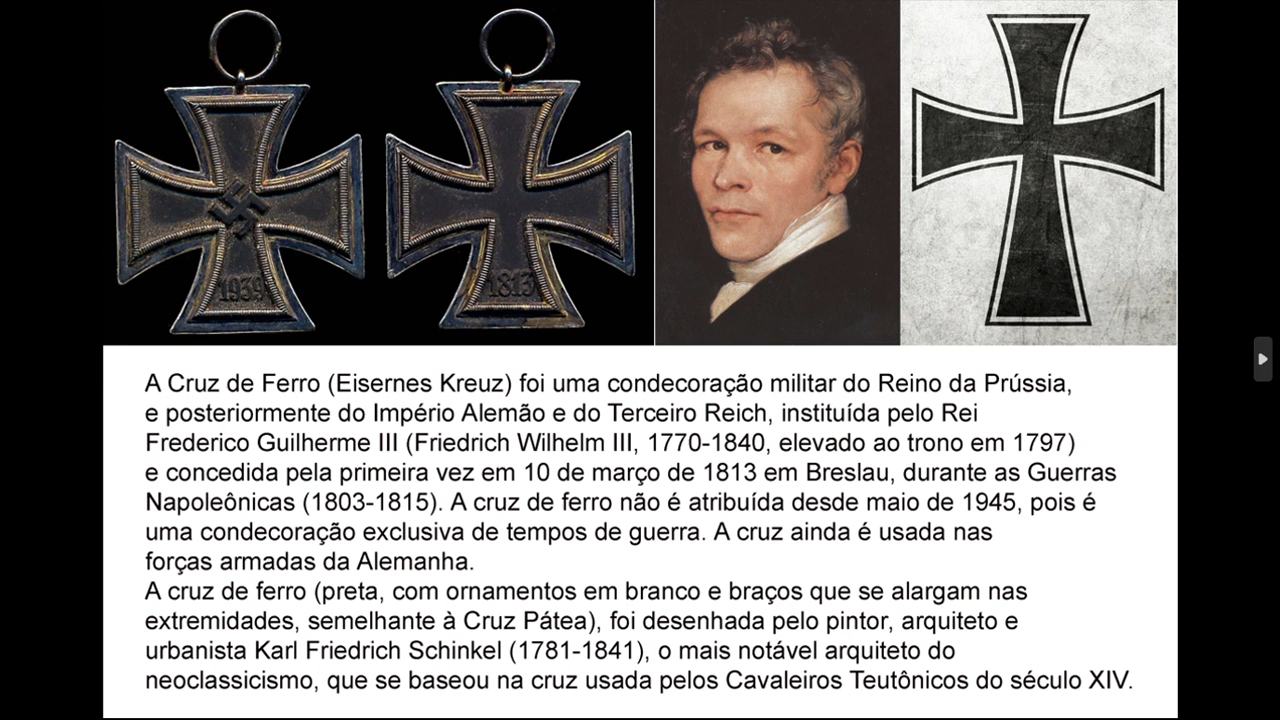 1939
1813
A Cruz de Ferro (Eisernes Kreuz) foi uma condecoração militar do Reino da Prússia,
e posteriormente do Império Alemão e do Terceiro Reich, instituída pelo Rei
Frederico Guilherme III (Friedrich Wilhelm III, 1770-1840, elevado ao trono em 1797)
e concedida pela primeira vez em 10 de março de 1813 em Breslau, durante as Guerras
Napoleônicas (1803-1815). A cruz de ferro não é atribuída desde maio de 1945, pois é
uma condecoração exclusiva de tempos de guerra. A cruz ainda é usada nas
forças armadas da Alemanha.
A cruz de ferro (preta, com ornamentos em branco e braços que se alargam nas
extremidades, semelhante à Cruz Pátea), foi desenhada pelo pintor, arquiteto e
urbanista Karl Friedrich Schinkel (1781-1841), o mais notável arquiteto do
neoclassicismo, que se baseou na cruz usada pelos Cavaleiros Teutônicos do século XIV.